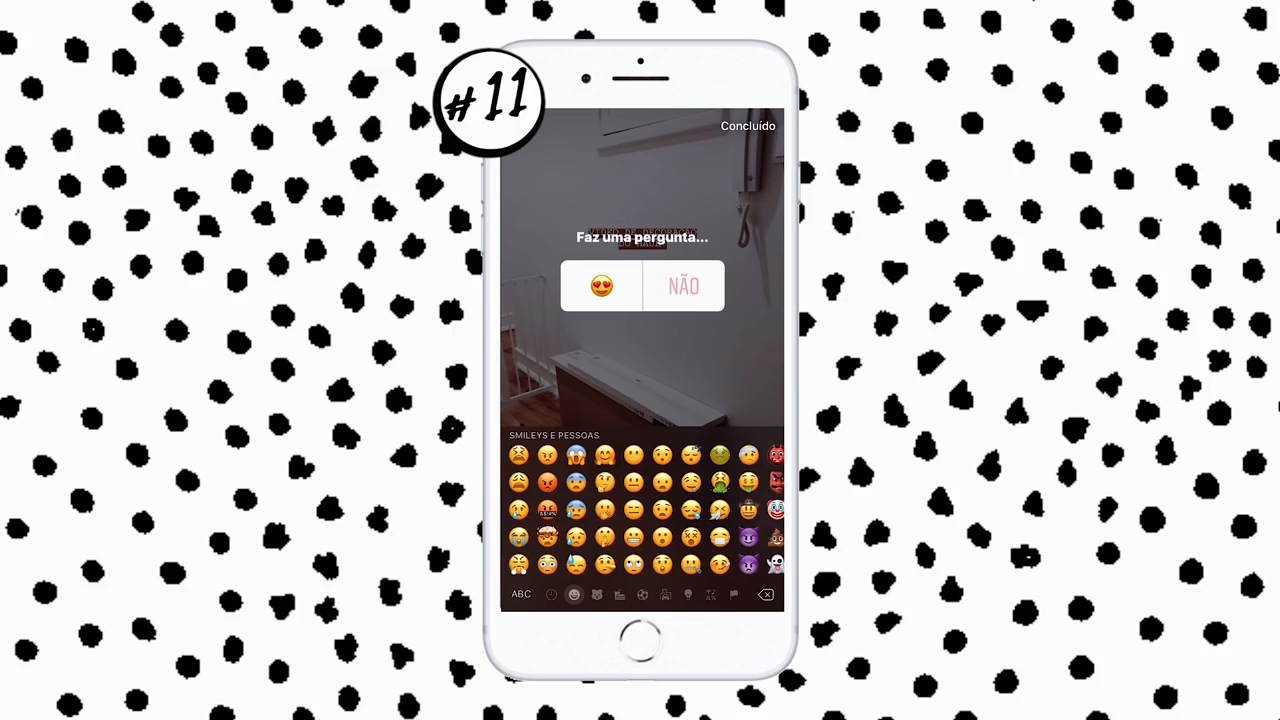 #11
Concluído
Faz uma pergunta...
NÃO
SMILEYS E PESSOAS
ABC